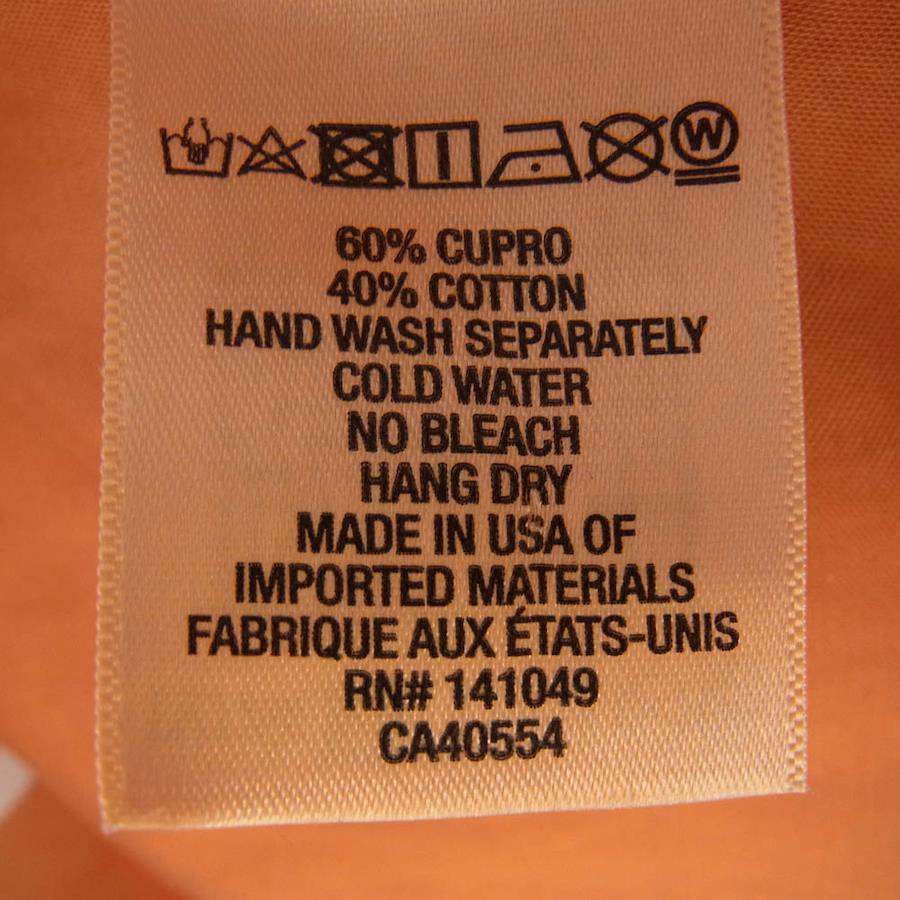 W
60% CUPRO
40% COTTON
HAND WASH SEPARATELY
COLD WATER
NO BLEACH
HANG DRY
MADE IN USA OF
IMPORTED MATERIALS
FABRIQUE AUX ÉTATS-UNIS
RN# 141049
CA40554